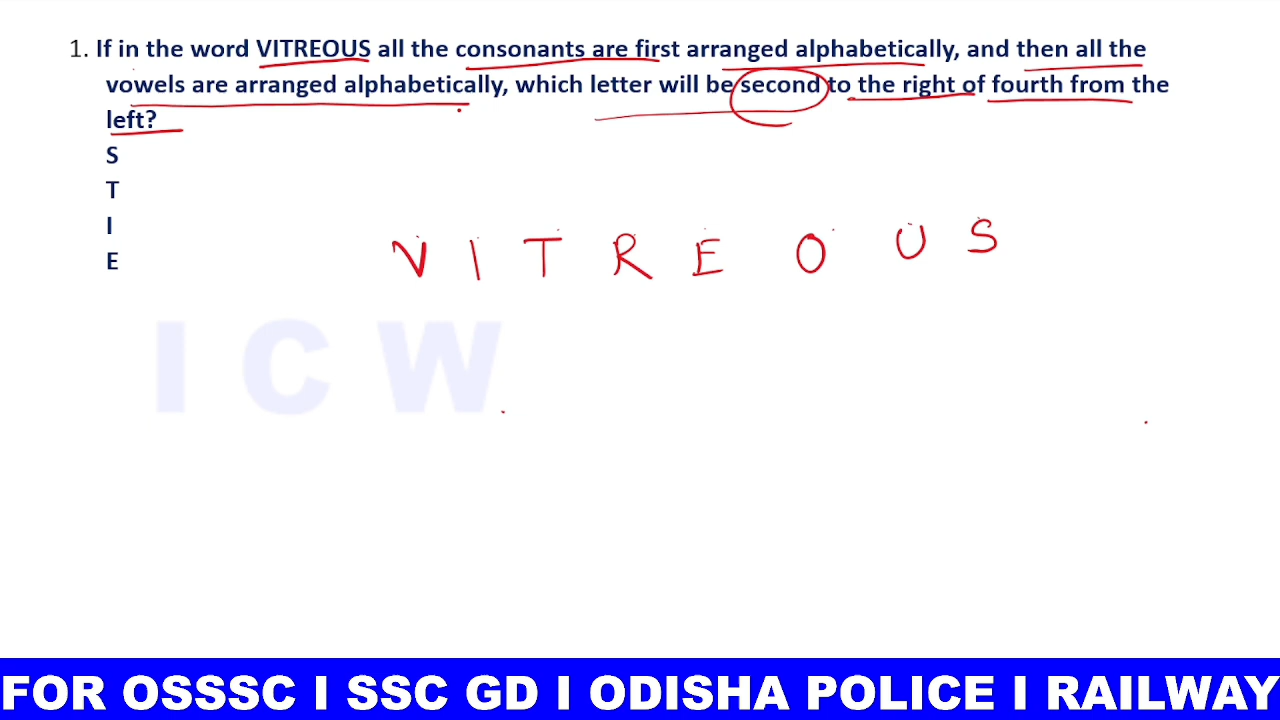 1. If in the word VITREOUS all the consonants are first arranged alphabetically, and then all the
vowels are arranged alphabetically, which letter will be second to the right of fourth from the
left?
S
T
I
E
V I T R E O U S
I C W
FOR OSSSC I SSC GD I ODISHA POLICE I RAILWAY